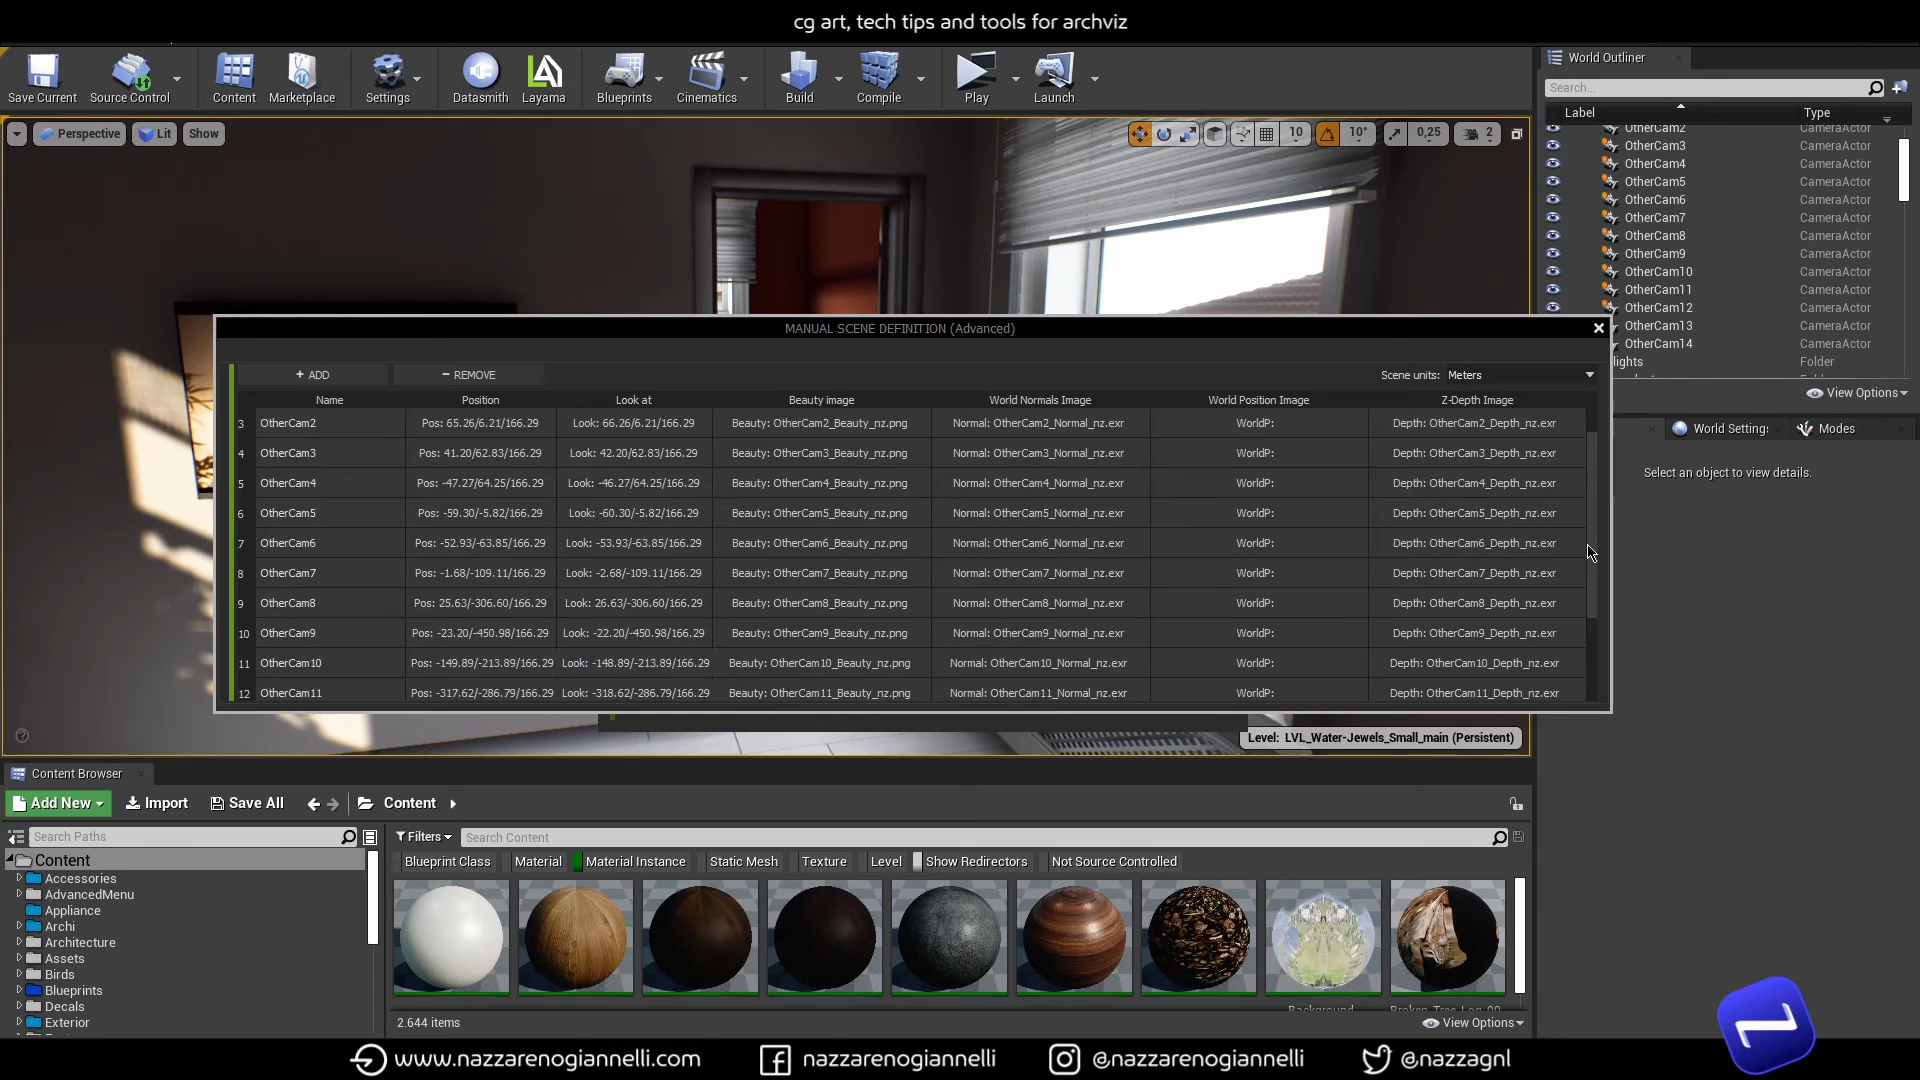 cg art, tech tips and tools for archviz
Save Current Source Control Content Marketplace Settings Datasmith Layama Blueprints Cinematics Build Compile Play Launch
World Outliner
Search...
Label Type
Perspective Lit Show 10 10° 0,25 2
OtherCam2 CameraActor
OtherCam3 CameraActor
OtherCam4 CameraActor
OtherCam5 CameraActor
OtherCam6 CameraActor
OtherCam7 CameraActor
OtherCam8 CameraActor
OtherCam9 CameraActor
OtherCam10 CameraActor
OtherCam11 CameraActor
OtherCam12 CameraActor
OtherCam13 CameraActor
OtherCam14 CameraActor
lights Folder
View Options
World Settings Modes
Select an object to view details.
MANUAL SCENE DEFINITION (Advanced)
+ ADD − REMOVE Scene units: Meters
Name Position Look at Beauty image World Normals Image World Position Image Z-Depth Image
3 OtherCam2 Pos: 65.26/6.21/166.29 Look: 66.26/6.21/166.29 Beauty: OtherCam2_Beauty_nz.png Normal: OtherCam2_Normal_nz.exr WorldP: Depth: OtherCam2_Depth_nz.exr
4 OtherCam3 Pos: 41.20/62.83/166.29 Look: 42.20/62.83/166.29 Beauty: OtherCam3_Beauty_nz.png Normal: OtherCam3_Normal_nz.exr WorldP: Depth: OtherCam3_Depth_nz.exr
5 OtherCam4 Pos: -47.27/64.25/166.29 Look: -46.27/64.25/166.29 Beauty: OtherCam4_Beauty_nz.png Normal: OtherCam4_Normal_nz.exr WorldP: Depth: OtherCam4_Depth_nz.exr
6 OtherCam5 Pos: -59.30/-5.82/166.29 Look: -60.30/-5.82/166.29 Beauty: OtherCam5_Beauty_nz.png Normal: OtherCam5_Normal_nz.exr WorldP: Depth: OtherCam5_Depth_nz.exr
7 OtherCam6 Pos: -52.93/-63.85/166.29 Look: -53.93/-63.85/166.29 Beauty: OtherCam6_Beauty_nz.png Normal: OtherCam6_Normal_nz.exr WorldP: Depth: OtherCam6_Depth_nz.exr
8 OtherCam7 Pos: -1.68/-109.11/166.29 Look: -2.68/-109.11/166.29 Beauty: OtherCam7_Beauty_nz.png Normal: OtherCam7_Normal_nz.exr WorldP: Depth: OtherCam7_Depth_nz.exr
9 OtherCam8 Pos: 25.63/-306.60/166.29 Look: 26.63/-306.60/166.29 Beauty: OtherCam8_Beauty_nz.png Normal: OtherCam8_Normal_nz.exr WorldP: Depth: OtherCam8_Depth_nz.exr
10 OtherCam9 Pos: -23.20/-450.98/166.29 Look: -22.20/-450.98/166.29 Beauty: OtherCam9_Beauty_nz.png Normal: OtherCam9_Normal_nz.exr WorldP: Depth: OtherCam9_Depth_nz.exr
11 OtherCam10 Pos: -149.89/-213.89/166.29 Look: -148.89/-213.89/166.29 Beauty: OtherCam10_Beauty_nz.png Normal: OtherCam10_Normal_nz.exr WorldP: Depth: OtherCam10_Depth_nz.exr
12 OtherCam11 Pos: -317.62/-286.79/166.29 Look: -318.62/-286.79/166.29 Beauty: OtherCam11_Beauty_nz.png Normal: OtherCam11_Normal_nz.exr WorldP: Depth: OtherCam11_Depth_nz.exr
Level: LVL_Water-Jewels_Small_main (Persistent)
Content Browser
Add New Import Save All Content
Search Paths Filters Search Content
Content
Accessories
AdvancedMenu
Appliance
Archi
Architecture
Assets
Birds
Blueprints
Decals
Exterior
Blueprint Class Material Material Instance Static Mesh Texture Level Show Redirectors Not Source Controlled
2.644 items View Options
www.nazzarenogiannelli.com nazzarenogiannelli @nazzarenogiannelli @nazzagnl